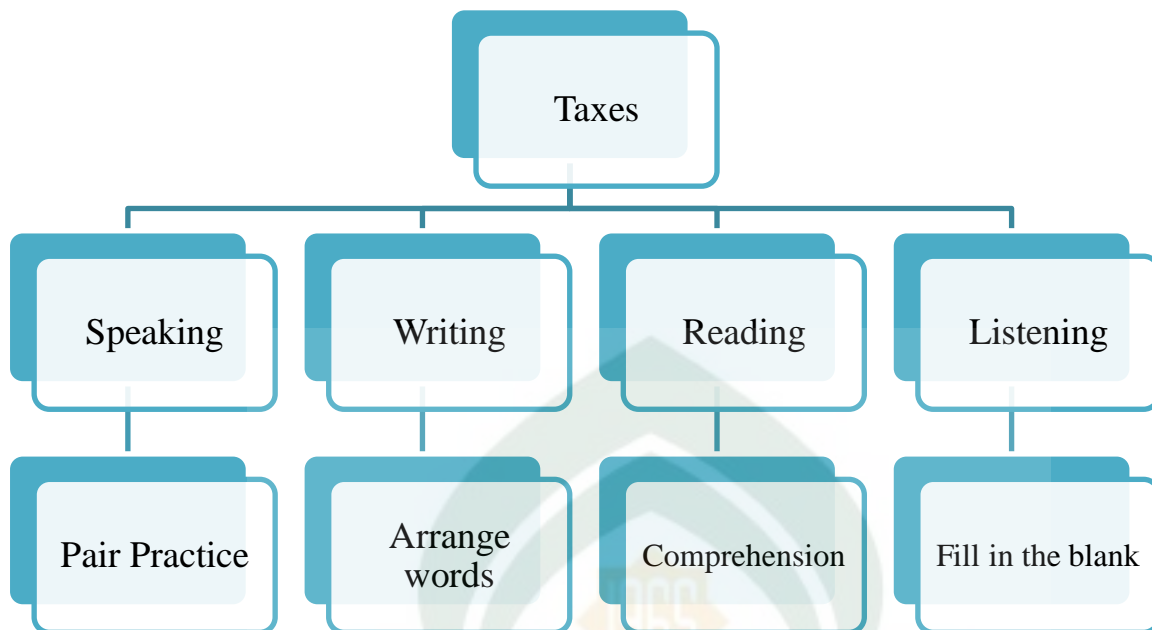 Taxes
Speaking
Writing
Reading
Listening
Pair Practice
Arrange
words
Comprehension
Fill in the blank